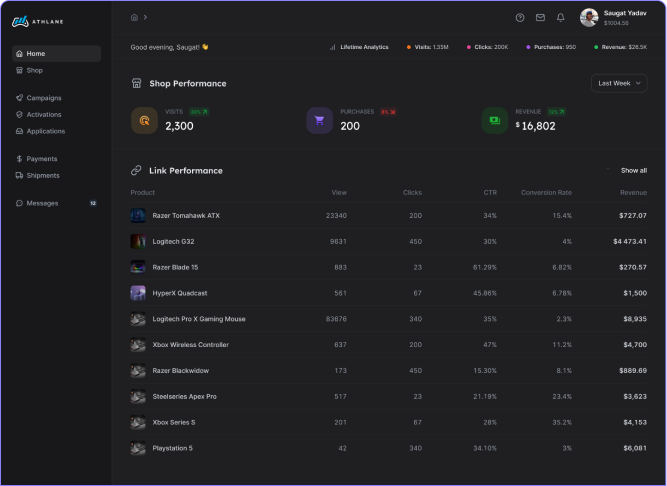 ATHLANE
Saugat Yadav
$1004.56
Good evening, Saugat! 👋
Lifetime Analytics
Visits: 1.35M
Clicks: 200K
Purchases: 950
Revenue: $26.5K
Home
Shop
Campaigns
Activations
Applications
Payments
Shipments
Messages 12
Shop Performance
Last Week
VISITS
2,300
PURCHASES
200
REVENUE 12%
$16,802
Link Performance
Show all
Product View Clicks CTR Conversion Rate Revenue
Razer Tomahawk ATX 23340 200 34% 15.4% $727.07
Logitech G32 9631 450 30% 4% $4 473.41
Razer Blade 15 883 23 61.29% 6.82% $270.57
HyperX Quadcast 561 67 45.86% 6.78% $1,500
Logitech Pro X Gaming Mouse 83676 340 35% 2.3% $8,935
Xbox Wireless Controller 637 200 47% 11.2% $4,700
Razer Blackwidow 173 450 15.30% 8.1% $889.69
Steelseries Apex Pro 517 23 21.19% 23.4% $3,623
Xbox Series S 201 67 28% 35.2% $4,153
Playstation 5 42 340 34.10% 3% $6,081